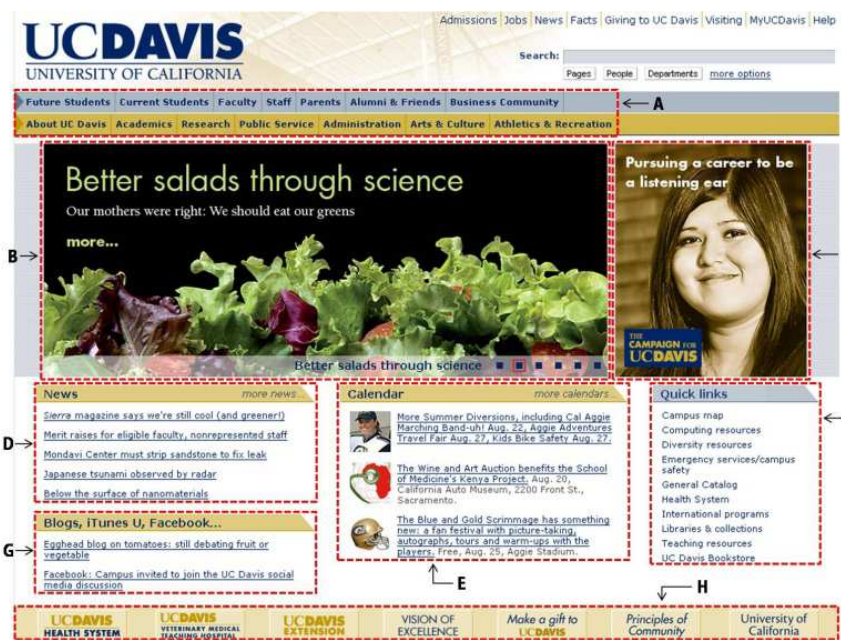 Admissions Jobs News Facts Giving to UC Davis Visiting MyUCDavis Help
UCDAVIS
UNIVERSITY OF CALIFORNIA
Search:
Pages People Departments more options
Future Students Current Students Faculty Staff Parents Alumni & Friends Business Community
A
About UC Davis Academics Research Public Service Administration Arts & Culture Athletics & Recreation
B
Better salads through science
Our mothers were right: We should eat our greens
more...
Better salads through science
Pursuing a career to be
a listening ear
THE
CAMPAIGN FOR
UCDAVIS
D
News more news...
Sierra magazine says we're still cool (and greener!)
Merit raises for eligible faculty, nonrepresented staff
Mondavi Center must strip sandstone to fix leak
Japanese tsunami observed by radar
Below the surface of nanomaterials
G
Blogs, iTunes U, Facebook...
Egghead blog on tomatoes: still debating fruit or
vegetable
Facebook: Campus invited to join the UC Davis social
media discussion
Calendar more calendars...
More Summer Diversions, including Cal Aggie
Marching Band-uh! Aug. 22, Aggie Adventures
Travel Fair Aug. 27, Kids Bike Safety Aug. 27.
The Wine and Art Auction benefits the School
of Medicine's Kenya Project. Aug. 20,
California Auto Museum, 2200 Front St.,
Sacramento.
The Blue and Gold Scrimmage has something
new: a fan festival with picture-taking,
autographs, tours and warm-ups with the
players. Free, Aug. 25, Aggie Stadium.
E
Quick links
Campus map
Computing resources
Diversity resources
Emergency services/campus
safety
General Catalog
Health System
International programs
Libraries & collections
Teaching resources
UC Davis Bookstore
H
UCDAVIS
HEALTH SYSTEM
UCDAVIS
VETERINARY MEDICAL
TEACHING HOSPITAL
UCDAVIS
EXTENSION
VISION OF
EXCELLENCE
Make a gift to
UCDAVIS
Principles of
Community
University of
California